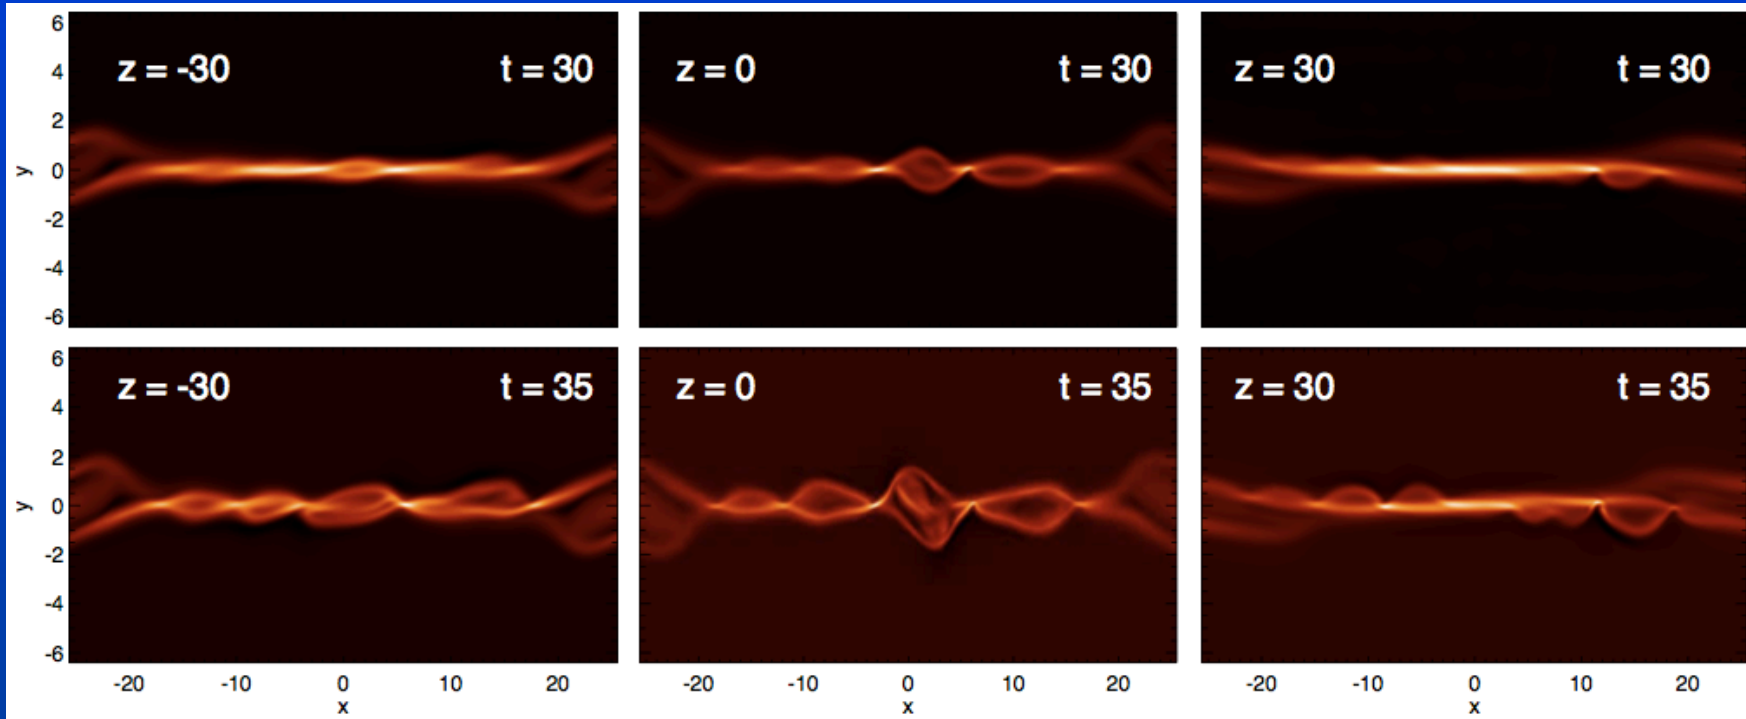 6
4
2
0
-2
-4
-6
y
z = -30
t = 30
z = 0
t = 30
z = 30
t = 30
6
4
2
0
-2
-4
-6
y
z = -30
t = 35
z = 0
t = 35
z = 30
t = 35
-20 -10 0 10 20
x
-20 -10 0 10 20
x
-20 -10 0 10 20
x